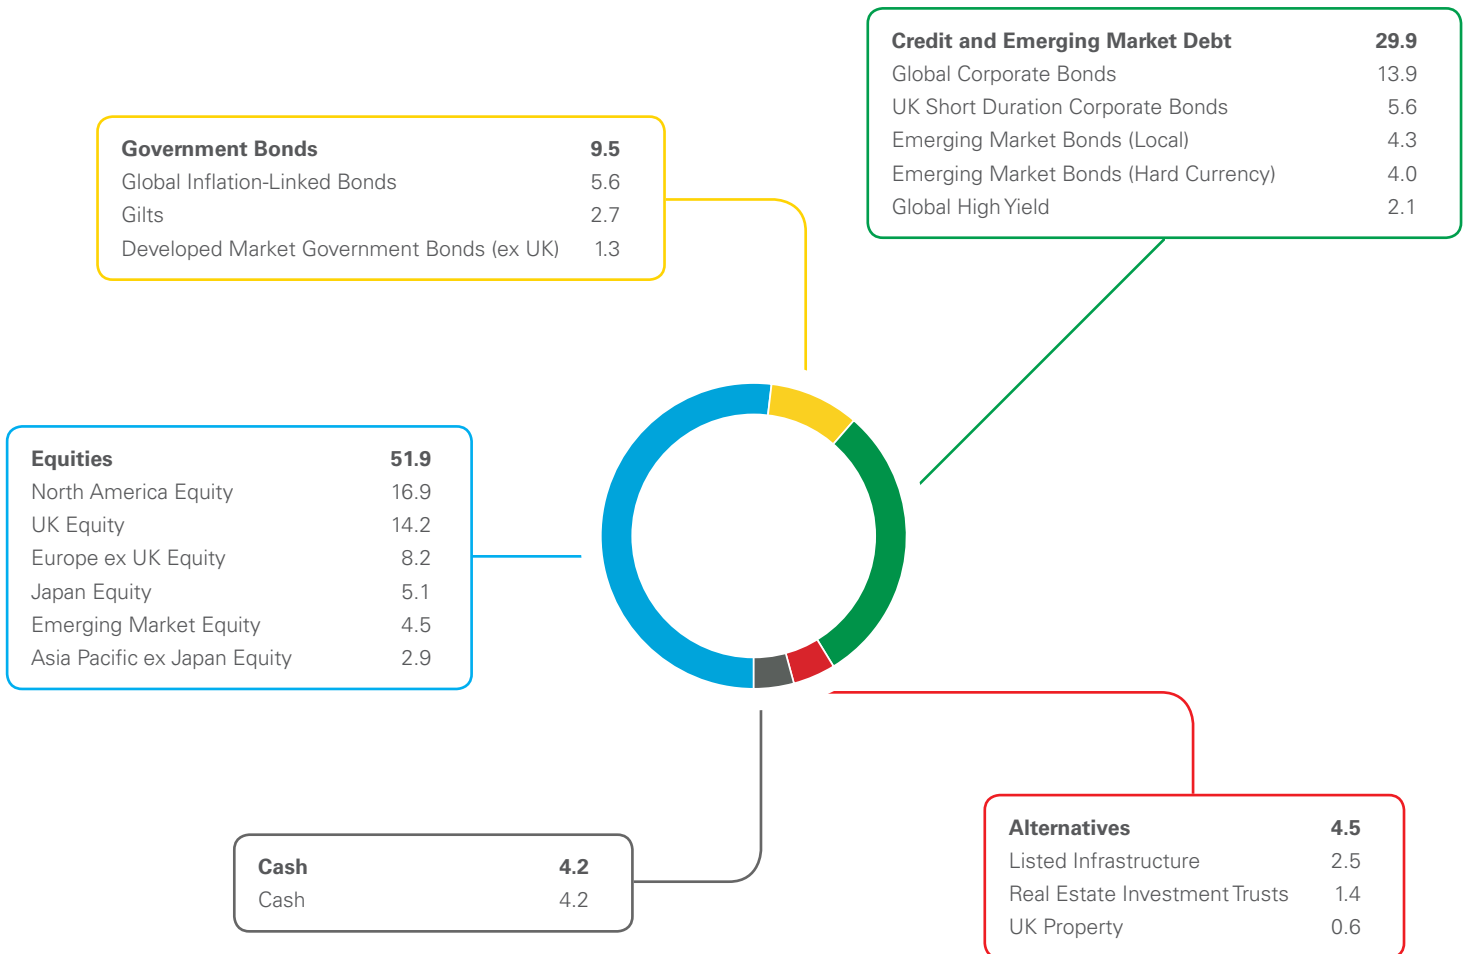 Credit and Emerging Market Debt 29.9
Global Corporate Bonds 13.9
UK Short Duration Corporate Bonds 5.6
Emerging Market Bonds (Local) 4.3
Emerging Market Bonds (Hard Currency) 4.0
Global High Yield 2.1
Government Bonds 9.5
Global Inflation-Linked Bonds 5.6
Gilts 2.7
Developed Market Government Bonds (ex UK) 1.3
Equities 51.9
North America Equity 16.9
UK Equity 14.2
Europe ex UK Equity 8.2
Japan Equity 5.1
Emerging Market Equity 4.5
Asia Pacific ex Japan Equity 2.9
Alternatives 4.5
Listed Infrastructure 2.5
Real Estate Investment Trusts 1.4
UK Property 0.6
Cash 4.2
Cash 4.2